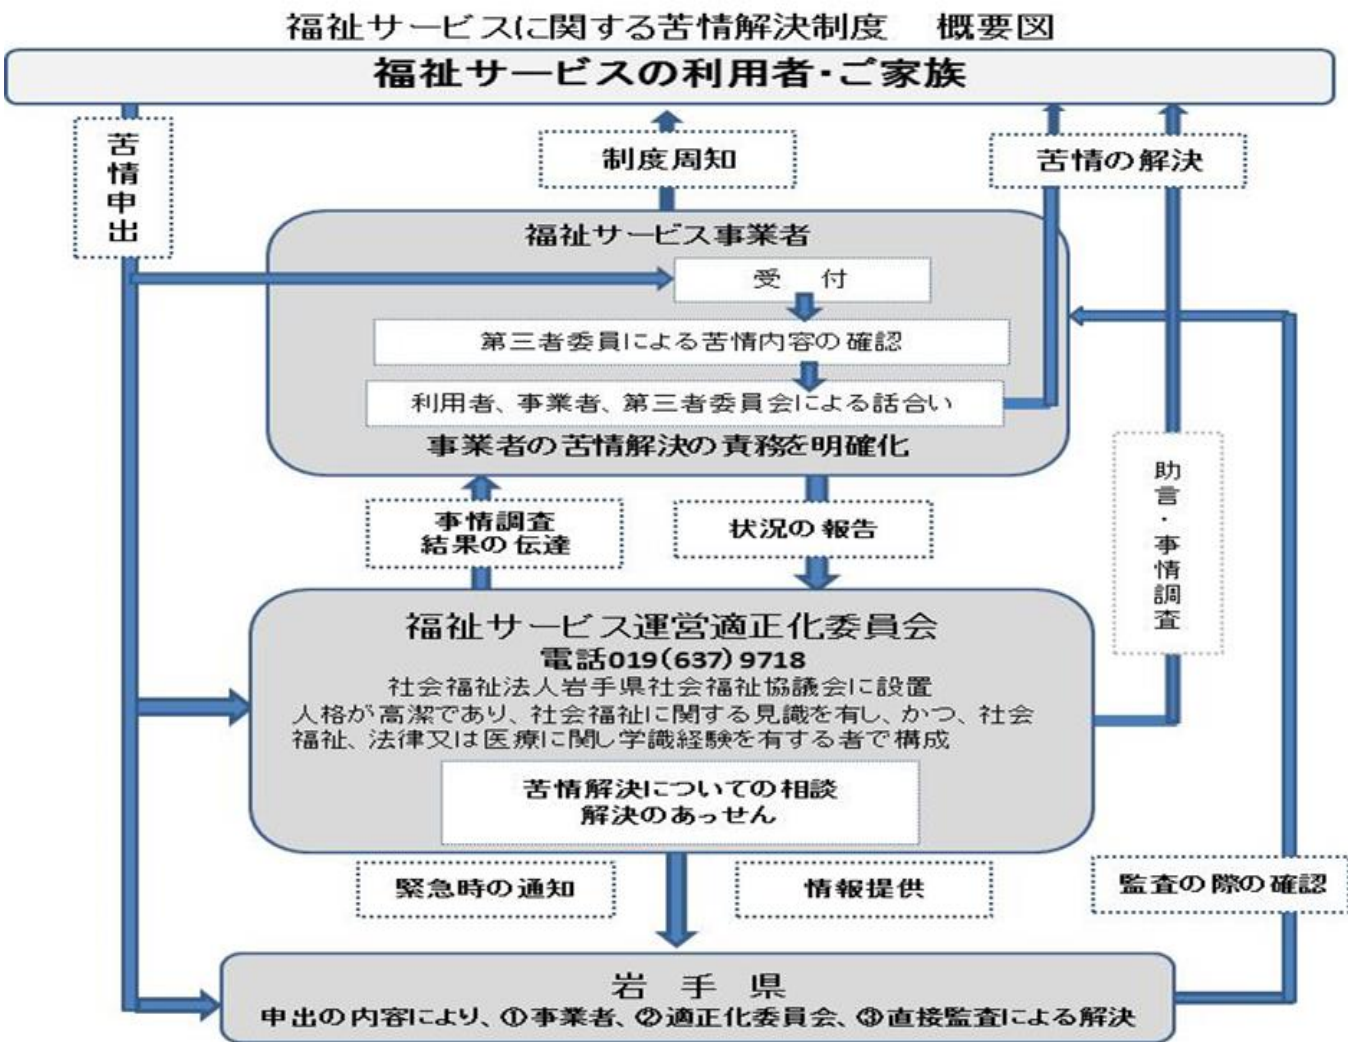 福祉サービスに関する苦情解決制度　概要図
福祉サービスの利用者・ご家族
苦情申出
制度周知
苦情の解決
福祉サービス事業者
受　付
第三者委員による苦情内容の確認
利用者、事業者、第三者委員会による話合い
事業者の苦情解決の責務を明確化
事情調査
結果の伝達
状況の報告
助言・事情調査
福祉サービス運営適正化委員会
電話019(637)9718
社会福祉法人岩手県社会福祉協議会に設置
人格が高潔であり、社会福祉に関する見識を有し、かつ、社会
福祉、法律又は医療に関し学識経験を有する者で構成
苦情解決についての相談
解決のあっせん
緊急時の通知
情報提供
監査の際の確認
岩　手　県
申出の内容により、①事業者、②適正化委員会、③直接監査による解決